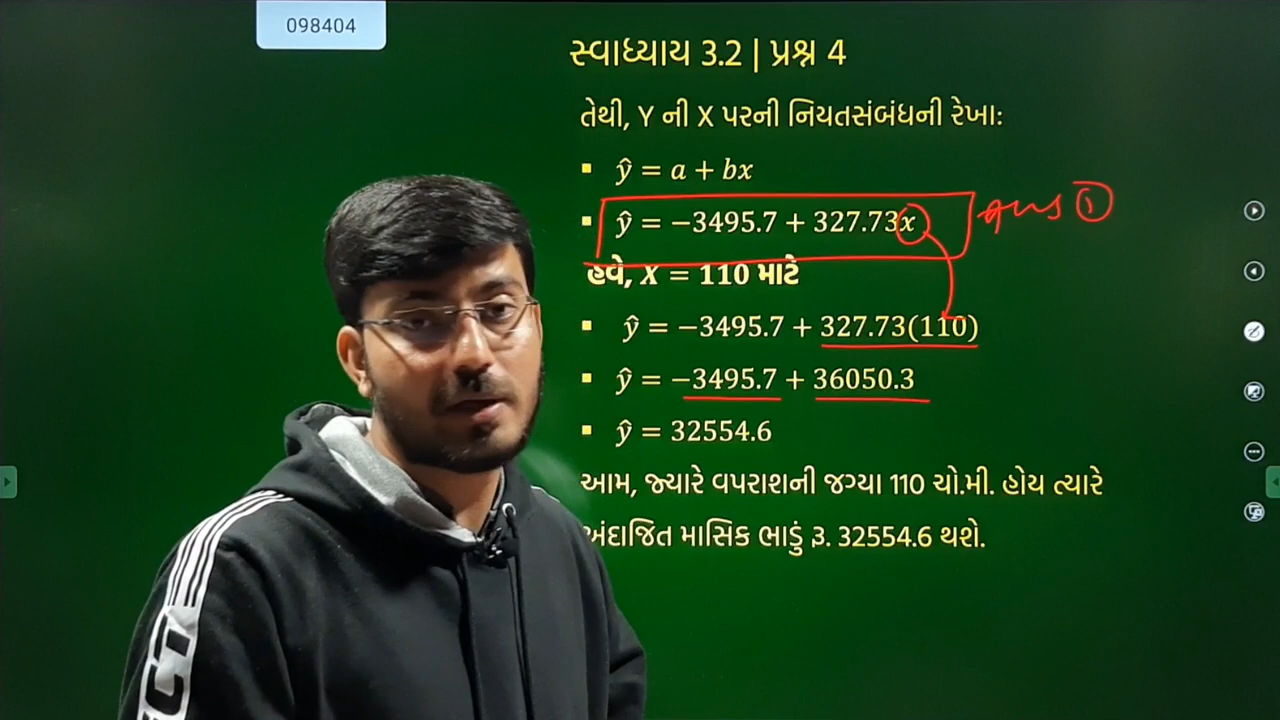 098404
સ્વાધ્યાય 3.2 | પ્રશ્ન 4
તેથી, Y ની X પરની નિયતસંબંધની રેખા:
▪ ŷ = a + bx
▪ ŷ = −3495.7 + 327.73x Ans ①
હવે, X = 110 માટે
▪ ŷ = −3495.7 + 327.73(110)
▪ ŷ = −3495.7 + 36050.3
▪ ŷ = 32554.6
આમ, જ્યારે વપરાશની જગ્યા 110 ચો.મી. હોય ત્યારે
અંદાજિત માસિક ભાડું રૂ. 32554.6 થશે.